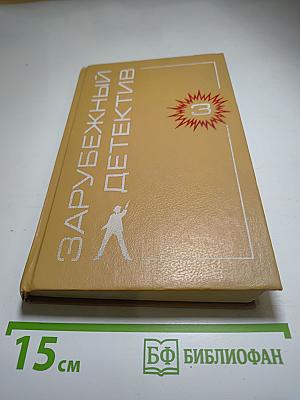 ЗАРУБЕЖНЫЙ
ДЕТЕКТИВ
3
15 см
БФ БИБЛИОФАН